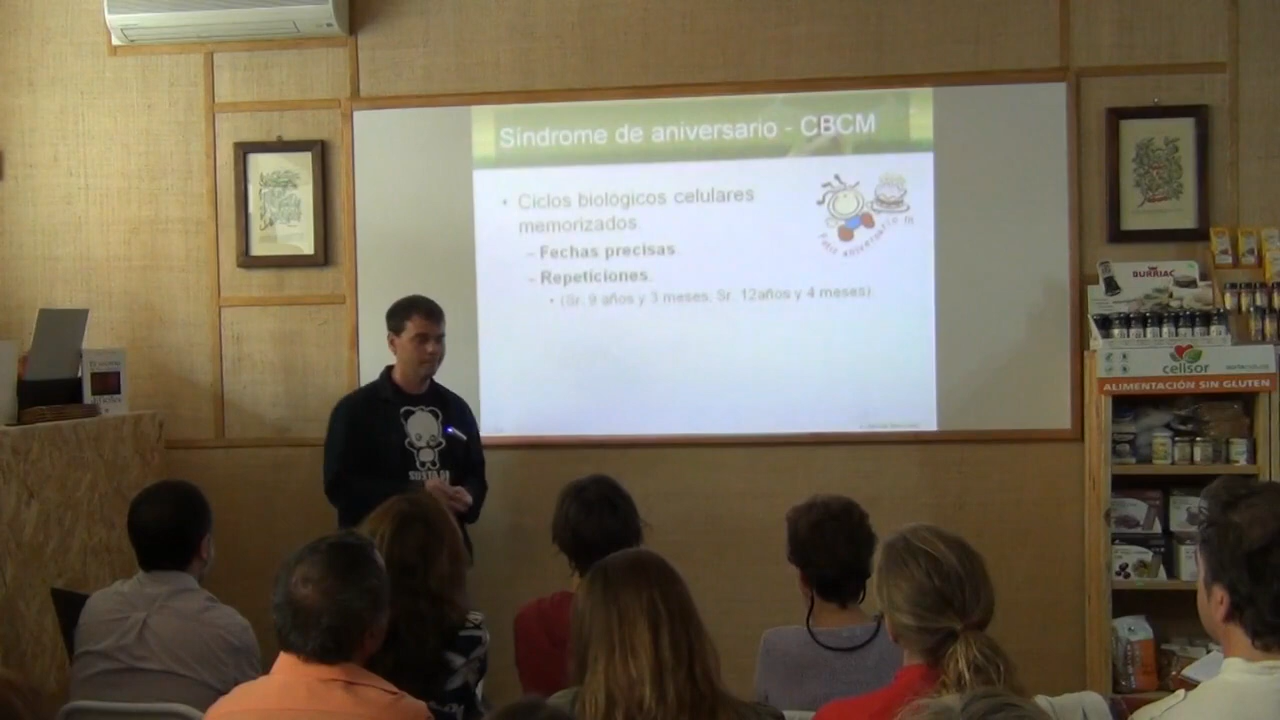 Síndrome de aniversario - CBCM
• Ciclos biológicos celulares
memorizados
– Fechas precisas.
– Repeticiones.
• (Sr. 9 años y 3 meses. Sr. 12años y 4 meses).
Feliz aniversario !!!
BURRIAC
celisor
ALIMENTACIÓN SIN GLUTEN